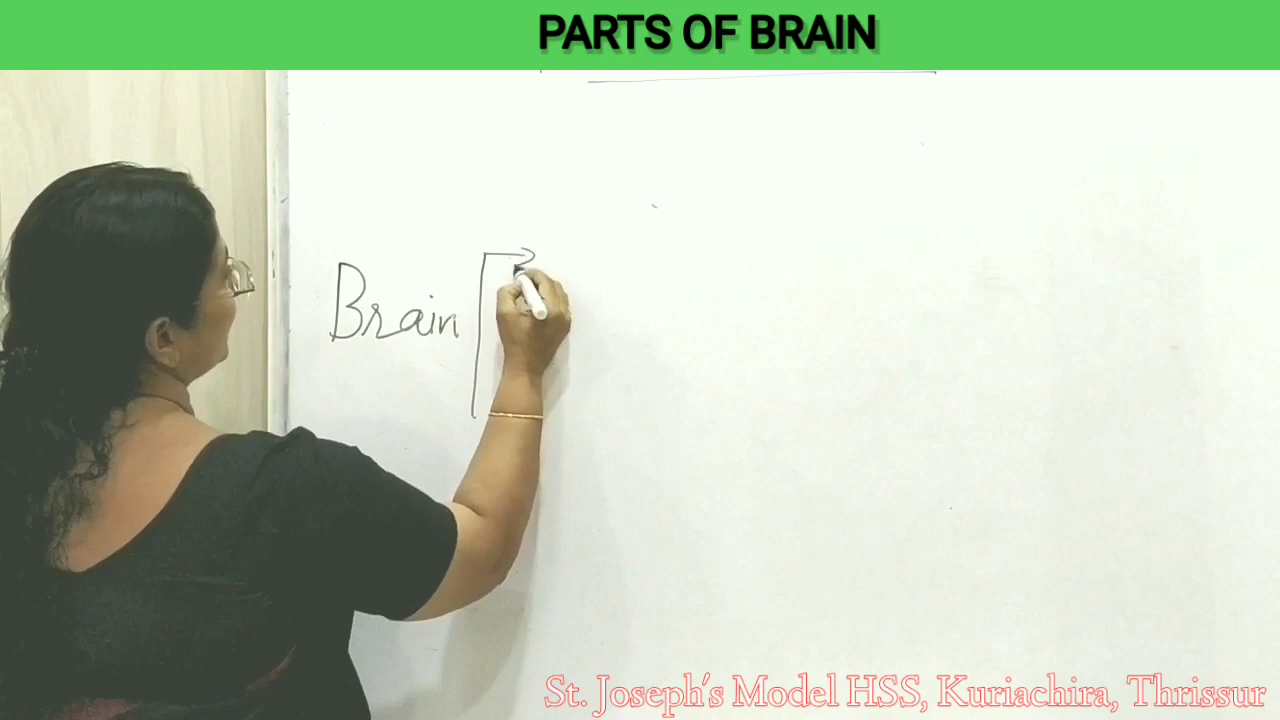 PARTS OF BRAIN
Brain
St. Joseph's Model HSS, Kuriachira, Thrissur